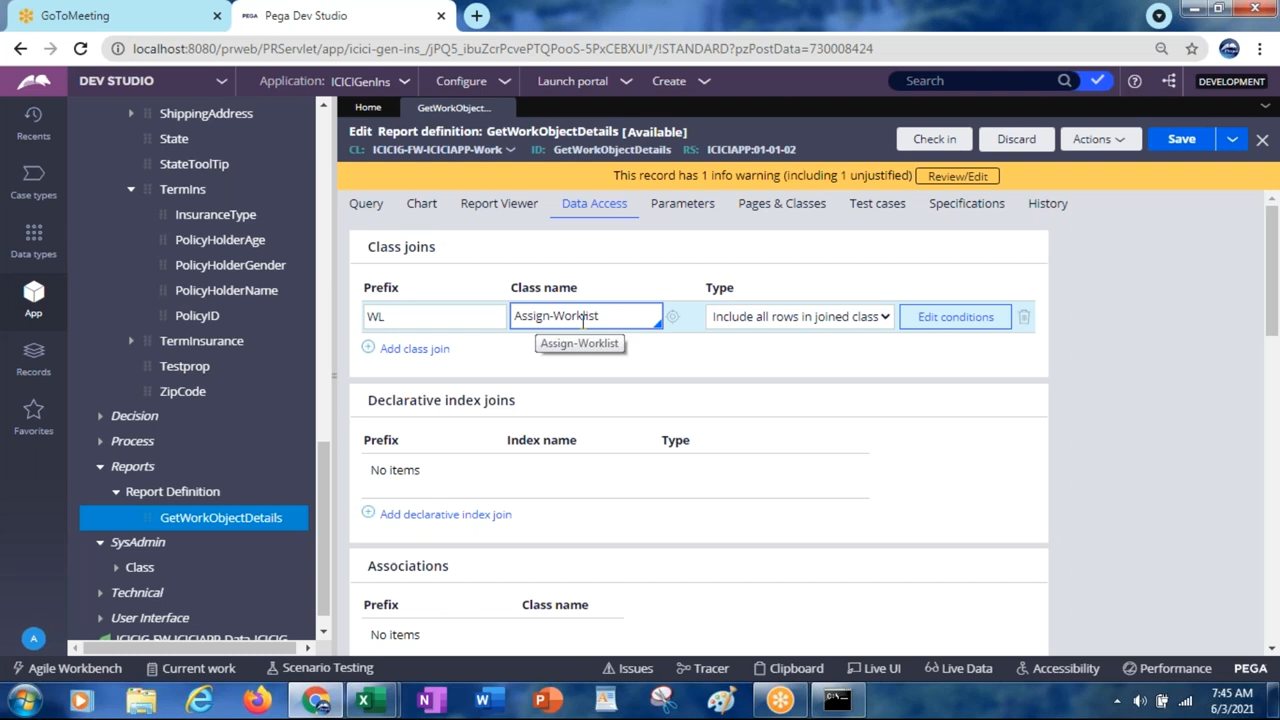 GoToMeeting
PEGA Pega Dev Studio
localhost:8080/prweb/PRServlet/app/icici-gen-ins_/jPQ5_ibuZcrPcvePTQPooS-5PxCEBXUI*/!STANDARD?pzPostData=730008424
DEV STUDIO
Application: ICICIGenIns
Configure
Launch portal
Create
Search
DEVELOPMENT
Recents
Case types
Data types
App
Records
Favorites
A
ShippingAddress
State
StateToolTip
TermIns
InsuranceType
PolicyHolderAge
PolicyHolderGender
PolicyHolderName
PolicyID
TermInsurance
Testprop
ZipCode
Decision
Process
Reports
Report Definition
GetWorkObjectDetails
SysAdmin
Class
Technical
User Interface
Home
GetWorkObject...
Edit Report definition: GetWorkObjectDetails [Available]
CL: ICICIG-FW-ICICIAPP-Work ID: GetWorkObjectDetails RS: ICICIAPP:01-01-02
Check in
Discard
Actions
Save
This record has 1 info warning (including 1 unjustified) Review/Edit
Query
Chart
Report Viewer
Data Access
Parameters
Pages & Classes
Test cases
Specifications
History
Class joins
Prefix Class name Type
WL Assign-Worklist Include all rows in joined class Edit conditions
Assign-Worklist
Add class join
Declarative index joins
Prefix Index name Type
No items
Add declarative index join
Associations
Prefix Class name
No items
Agile Workbench
Current work
Scenario Testing
Issues
Tracer
Clipboard
Live UI
Live Data
Accessibility
Performance
PEGA
7:45 AM
6/3/2021